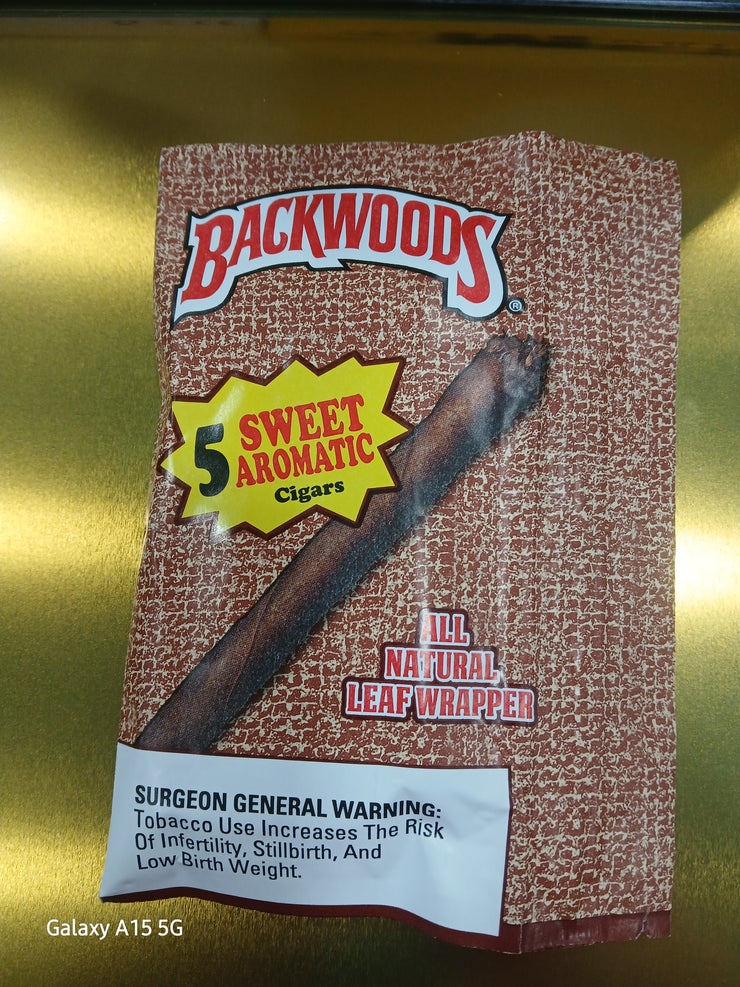 BACKWOODS®
5 SWEET
AROMATIC
Cigars
ALL
NATURAL
LEAF WRAPPER
SURGEON GENERAL WARNING:
Tobacco Use Increases The Risk
Of Infertility, Stillbirth, And
Low Birth Weight.
Galaxy A15 5G